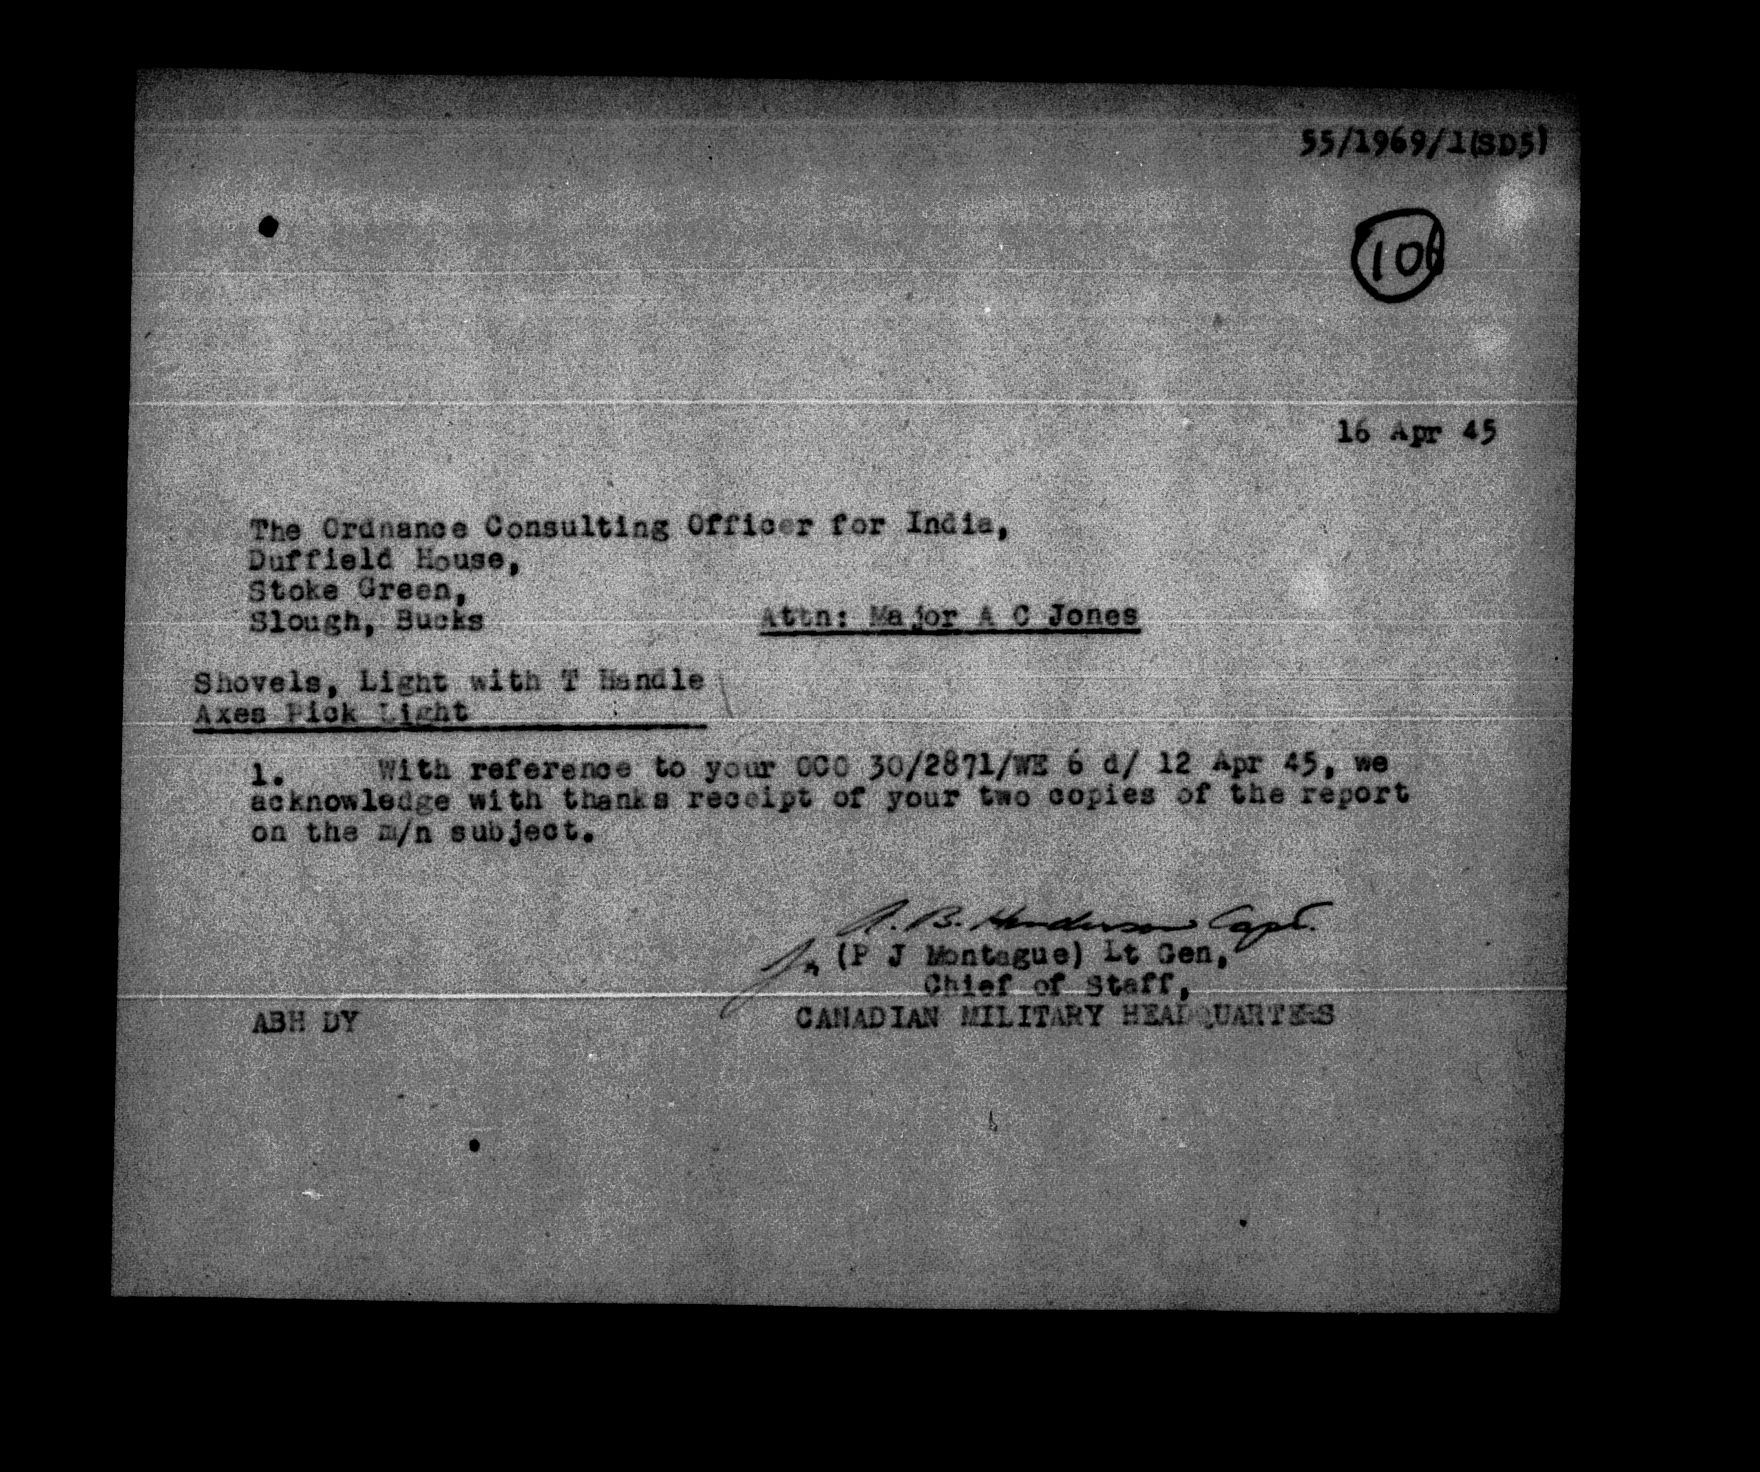 55/1969/1(SD5)
106
16 Apr 45
The Ordnance Consulting Officer for India,
Duffield House,
Stoke Green,
Slough, Bucks
Attn: Major A C Jones
Shovels, Light with T Handle
Axes Pick Light
1. With reference to your OCO 30/2871/WE 6 d/ 12 Apr 45, we
acknowledge with thanks receipt of your two copies of the report
on the m/n subject.
A. B. Henderson Capt.
for (P J Montague) Lt Gen,
Chief of Staff,
ABH DY CANADIAN MILITARY HEADQUARTERS